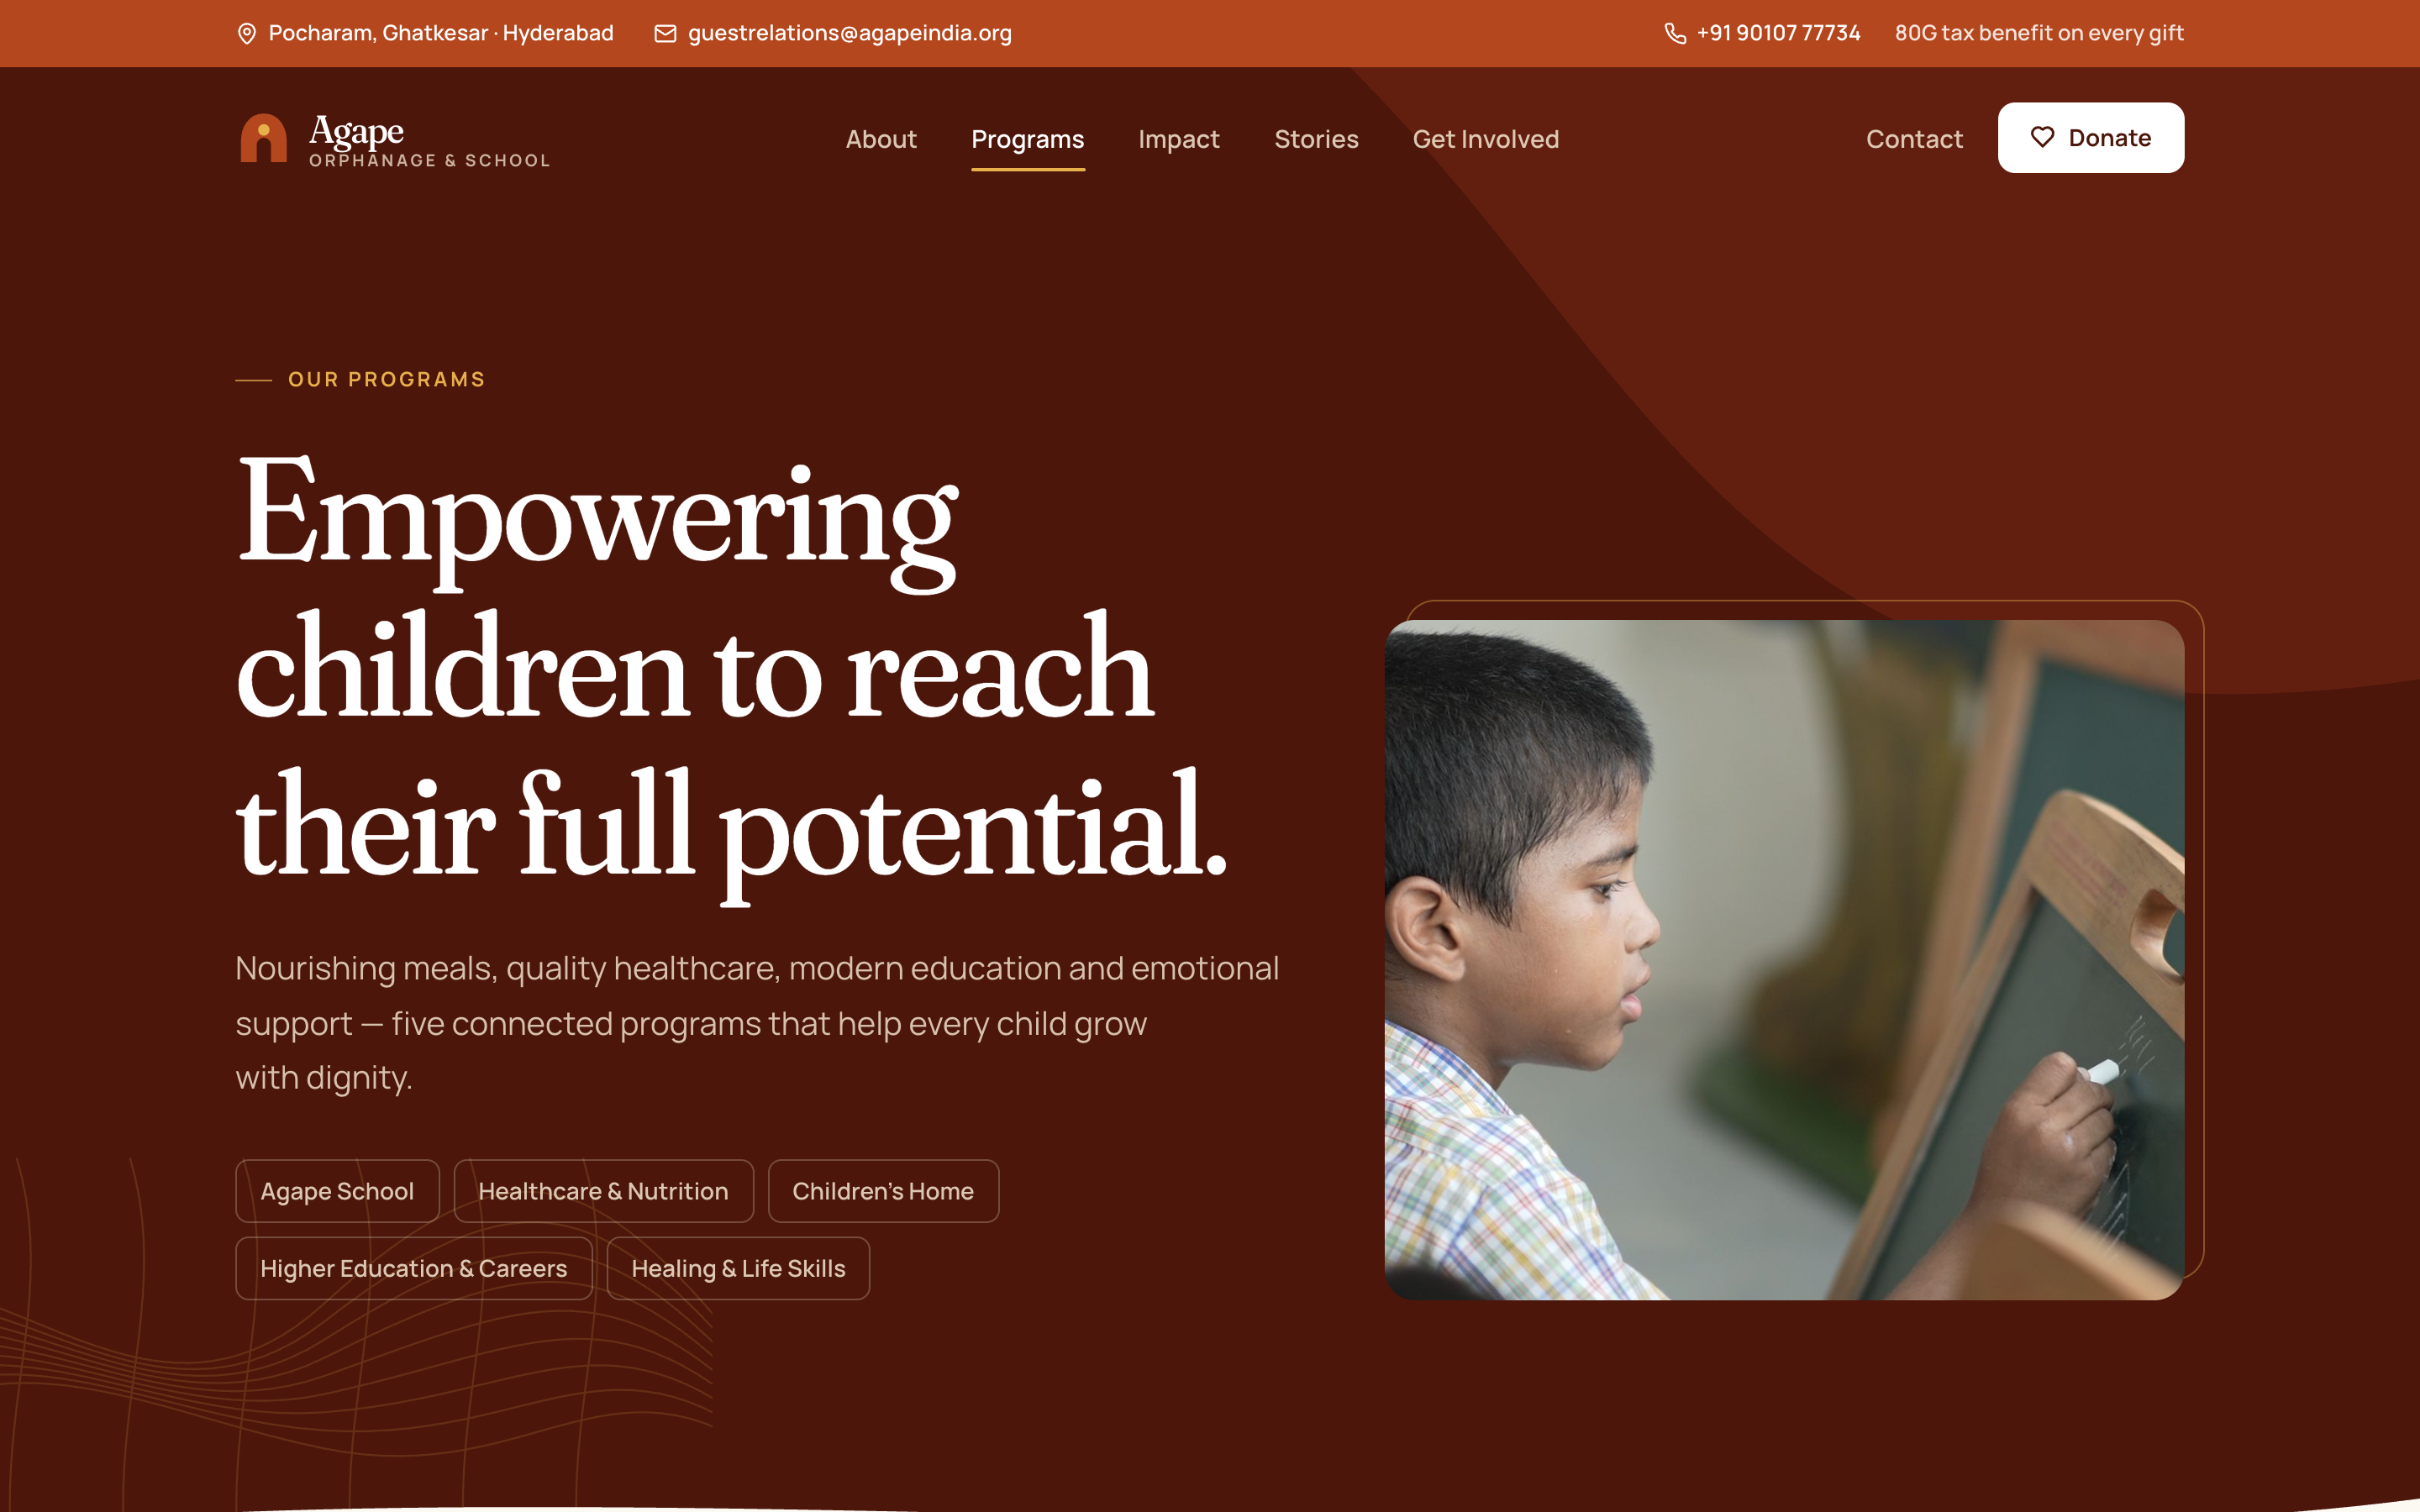 Pocharam, Ghatkesar · Hyderabad
guestrelations@agapeindia.org
+91 90107 77734
80G tax benefit on every gift
Agape
ORPHANAGE & SCHOOL
About
Programs
Impact
Stories
Get Involved
Contact
Donate
OUR PROGRAMS
Empowering
children to reach
their full potential.
Nourishing meals, quality healthcare, modern education and emotional
support — five connected programs that help every child grow
with dignity.
Agape School
Healthcare & Nutrition
Children’s Home
Higher Education & Careers
Healing & Life Skills